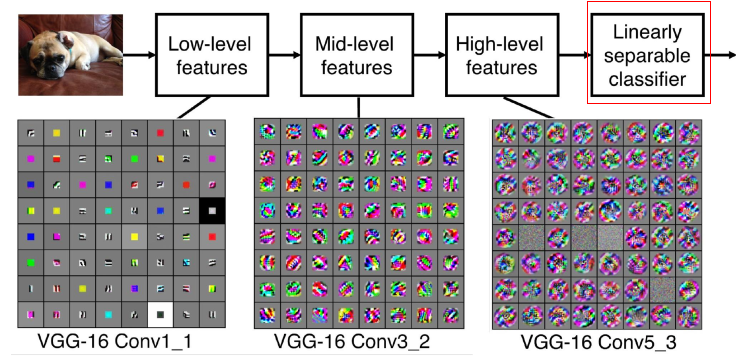 Low-level
features
Mid-level
features
High-level
features
Linearly
separable
classifier
VGG-16 Conv1_1
VGG-16 Conv3_2
VGG-16 Conv5_3